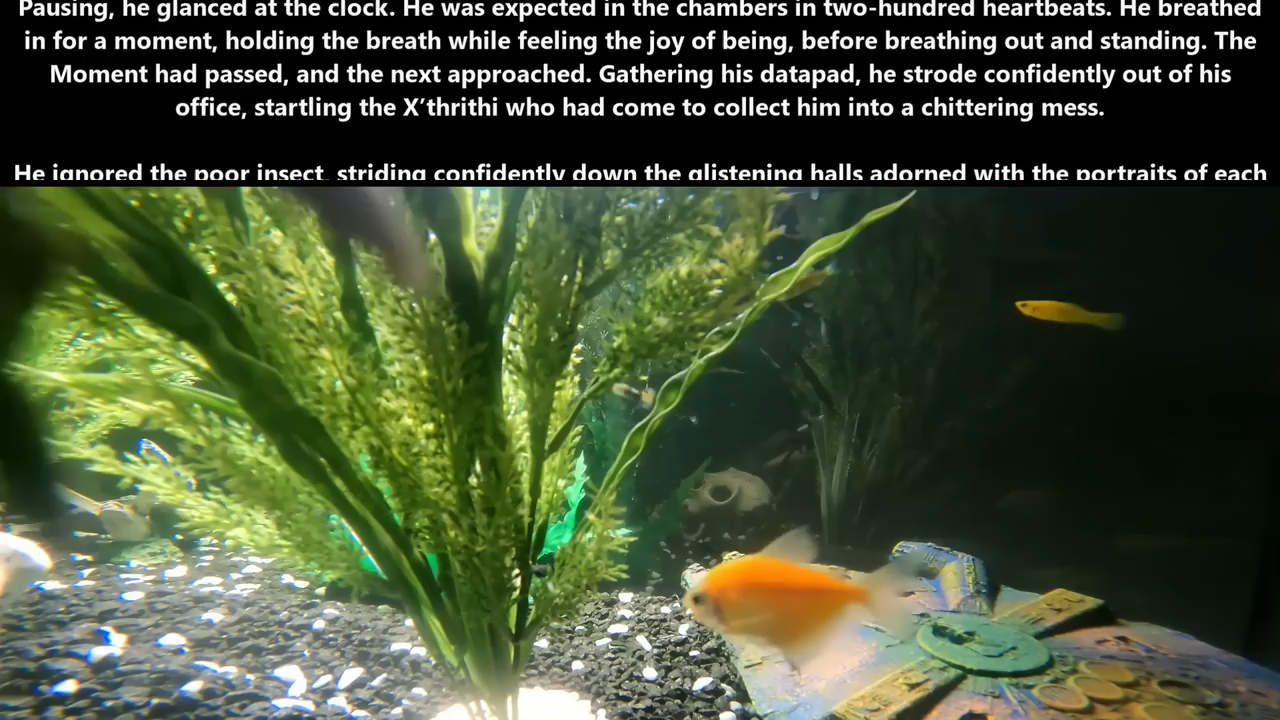 Pausing, he glanced at the clock. He was expected in the chambers in two-hundred heartbeats. He breathed
in for a moment, holding the breath while feeling the joy of being, before breathing out and standing. The
Moment had passed, and the next approached. Gathering his datapad, he strode confidently out of his
office, startling the X’thrithi who had come to collect him into a chittering mess.
He ignored the poor insect, striding confidently down the glistening halls adorned with the portraits of each